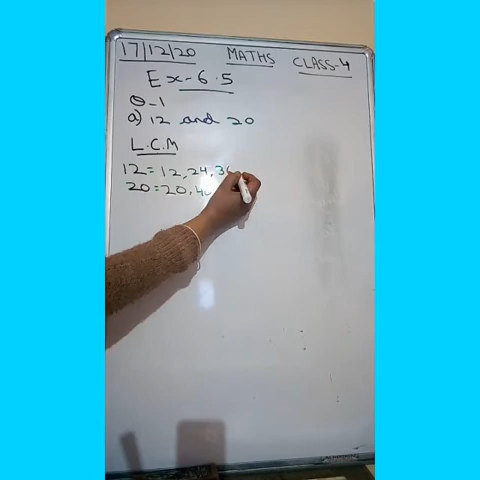 17/12/20 MATHS CLASS-4
Ex-6.5
Q-1
a) 12 and 20
L.C.M
12=12,24,36
20=20,40